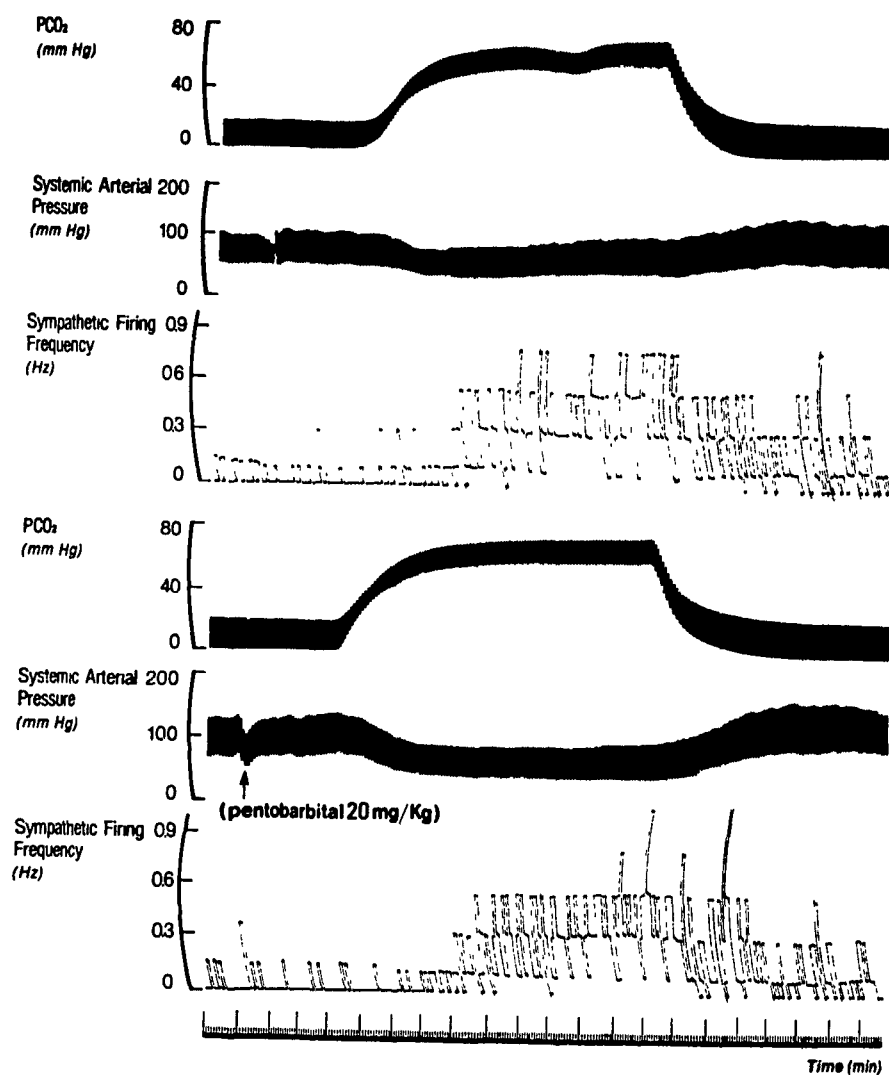 PCO₂
(mm Hg)
80
40
0
Systemic Arterial
Pressure
(mm Hg)
200
100
0
Sympathetic Firing
Frequency
(Hz)
0.9
0.6
0.3
0
PCO₂
(mm Hg)
80
40
0
Systemic Arterial
Pressure
(mm Hg)
200
100
0
(pentobarbital 20 mg/Kg)
Sympathetic Firing
Frequency
(Hz)
0.9
0.6
0.3
0
Time (min)